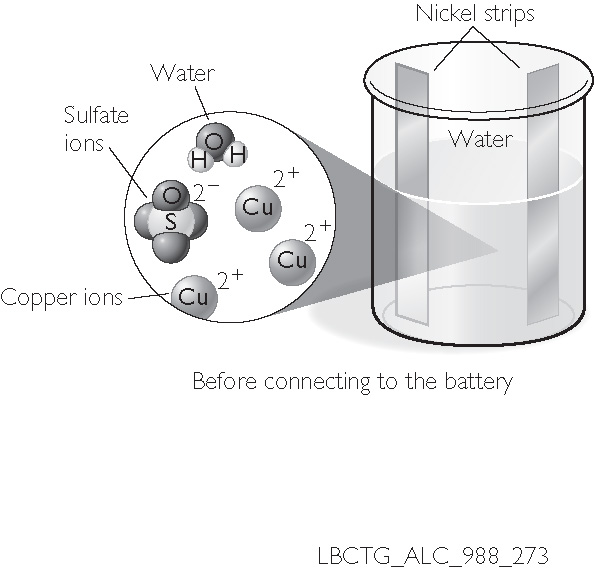 Nickel strips
Water
Water
Sulfate
ions
O
H H
2+
O 2–
S
Cu
2+
Cu
2+
Cu
Copper ions
Before connecting to the battery
LBCTG_ALC_988_273